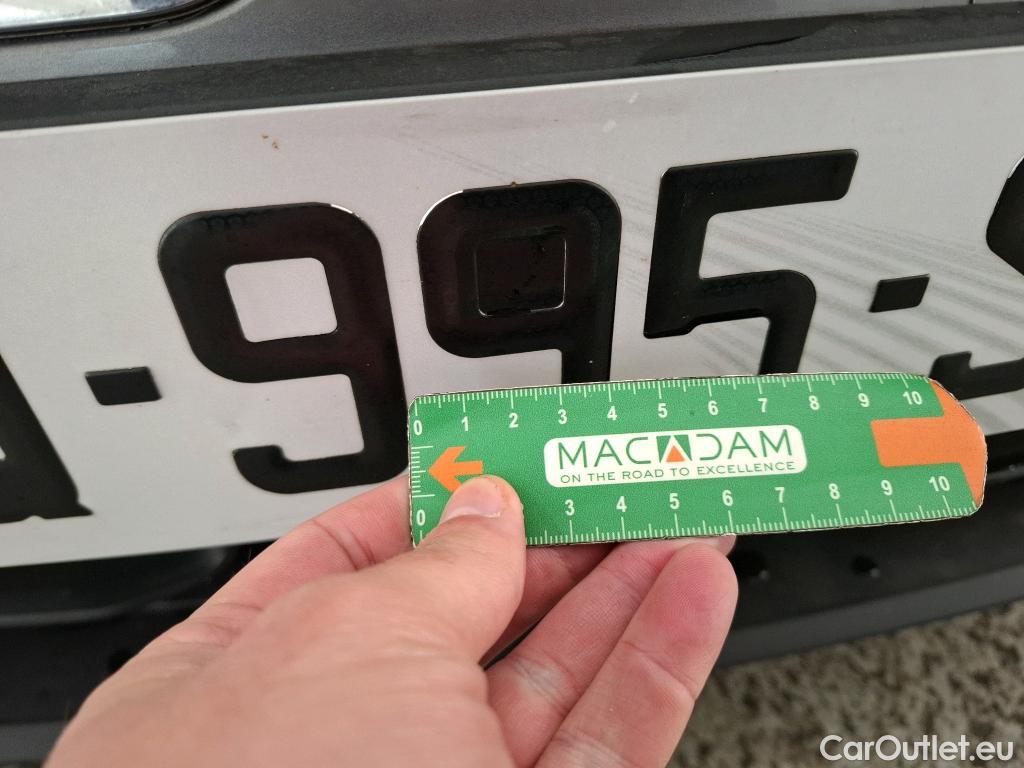 -995-
0 1 2 3 4 5 6 7 8 9 10
MACADAM
ON THE ROAD TO EXCELLENCE
0 3 4 5 6 7 8 9 10
CarOutlet.eu